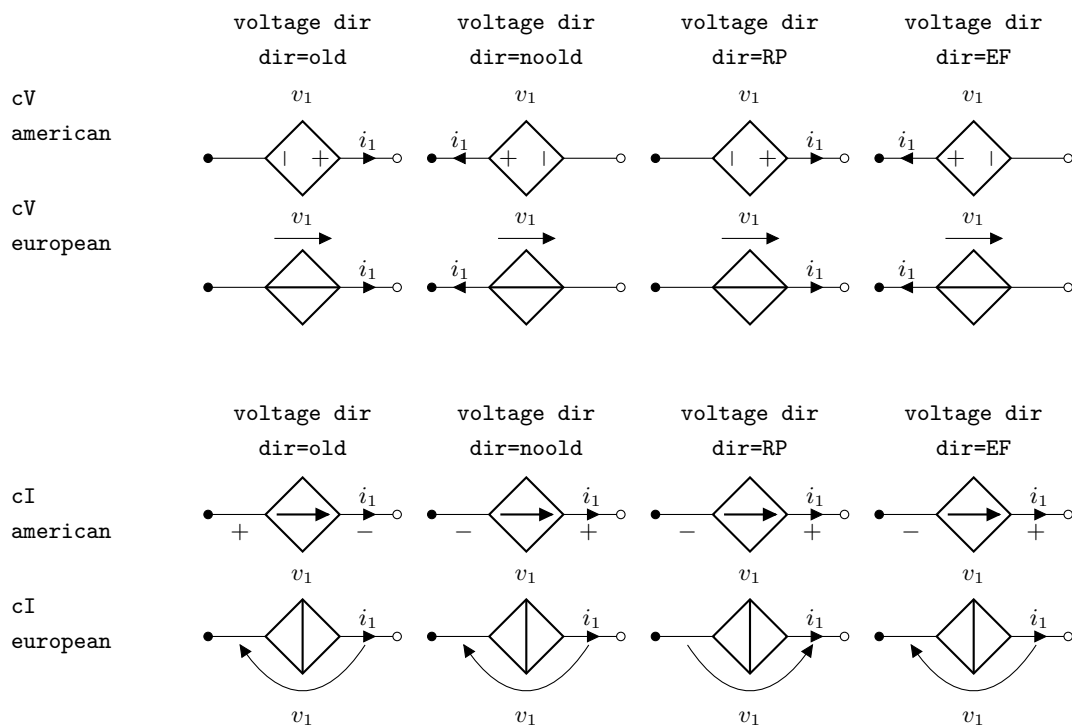 voltage dir voltage dir voltage dir voltage dir
dir=old dir=noold dir=RP dir=EF
cV
american
v₁ v₁ v₁ v₁
− + i₁ i₁ + − − + i₁ i₁ + −
cV
european
v₁ v₁ v₁ v₁
i₁ i₁ i₁ i₁
voltage dir voltage dir voltage dir voltage dir
dir=old dir=noold dir=RP dir=EF
cI
american
i₁ i₁ i₁ i₁
+ − − + − + − +
v₁ v₁ v₁ v₁
cI
european
i₁ i₁ i₁ i₁
v₁ v₁ v₁ v₁